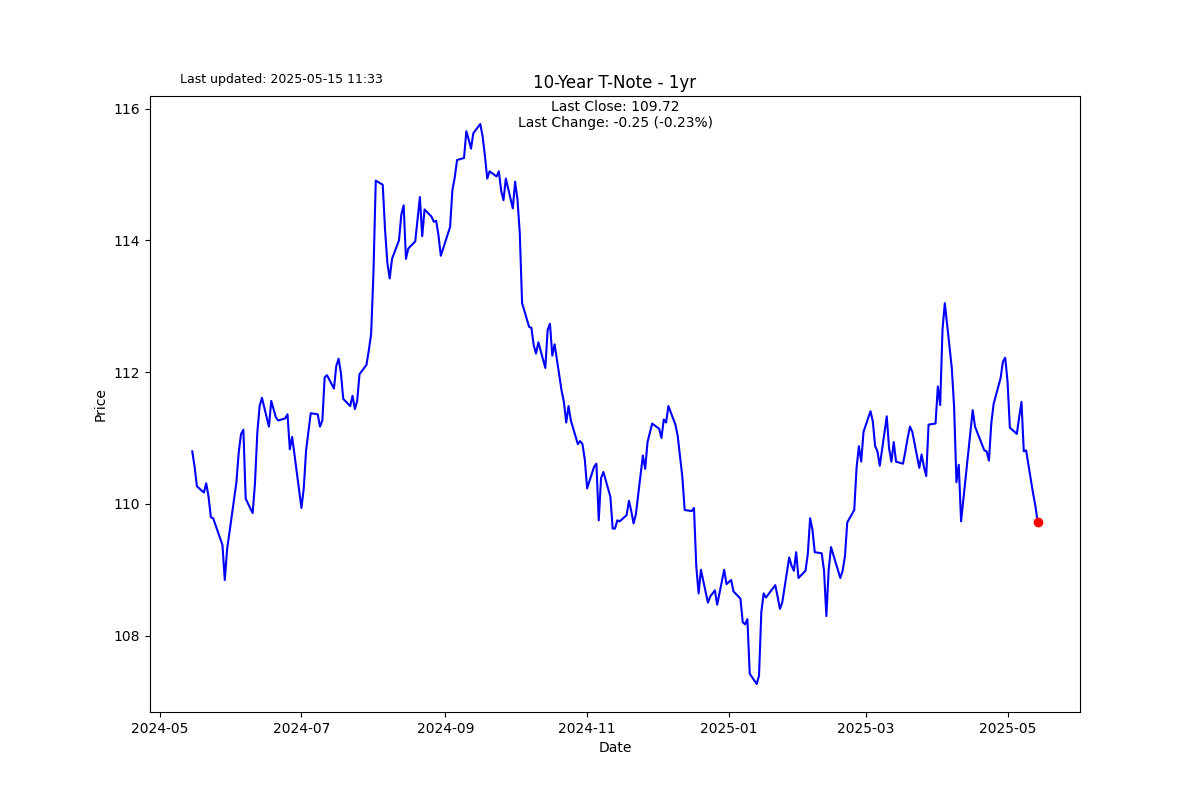 Last updated: 2025-05-15 11:33
10-Year T-Note - 1yr
Last Close: 109.72
Last Change: -0.25 (-0.23%)
116
114
112
110
108
Price
2024-05
2024-07
2024-09
2024-11
2025-01
2025-03
2025-05
Date